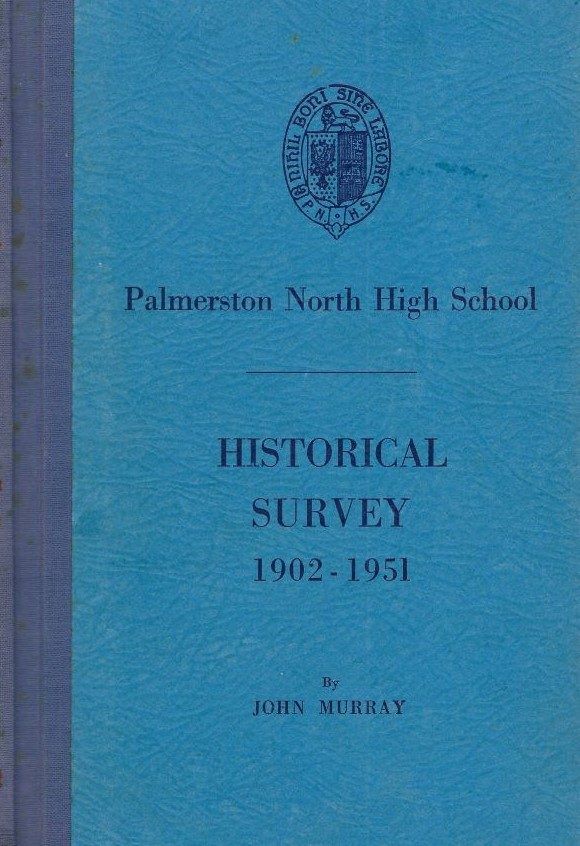 NIHIL BONI SINE LABORE
P. N. H. S.
Palmerston North High School
HISTORICAL
SURVEY
1902 - 1951
By
JOHN MURRAY